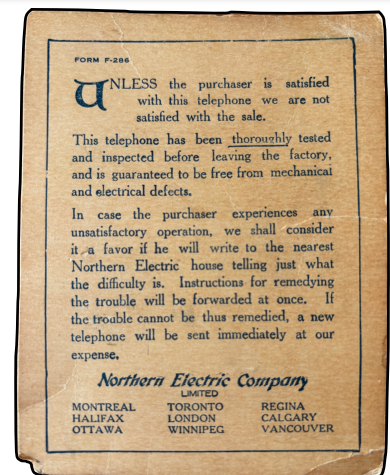 FORM F-286
UNLESS the purchaser is satisfied
with this telephone we are not
satisfied with the sale.
This telephone has been thoroughly tested
and inspected before leaving the factory,
and is guaranteed to be free from mechanical
and electrical defects.
In case the purchaser experiences any
unsatisfactory operation, we shall consider
it a favor if he will write to the nearest
Northern Electric house telling just what
the difficulty is. Instructions for remedying
the trouble will be forwarded at once. If
the trouble cannot be thus remedied, a new
telephone will be sent immediately at our
expense.
Northern Electric Company
LIMITED
MONTREAL TORONTO REGINA
HALIFAX LONDON CALGARY
OTTAWA WINNIPEG VANCOUVER